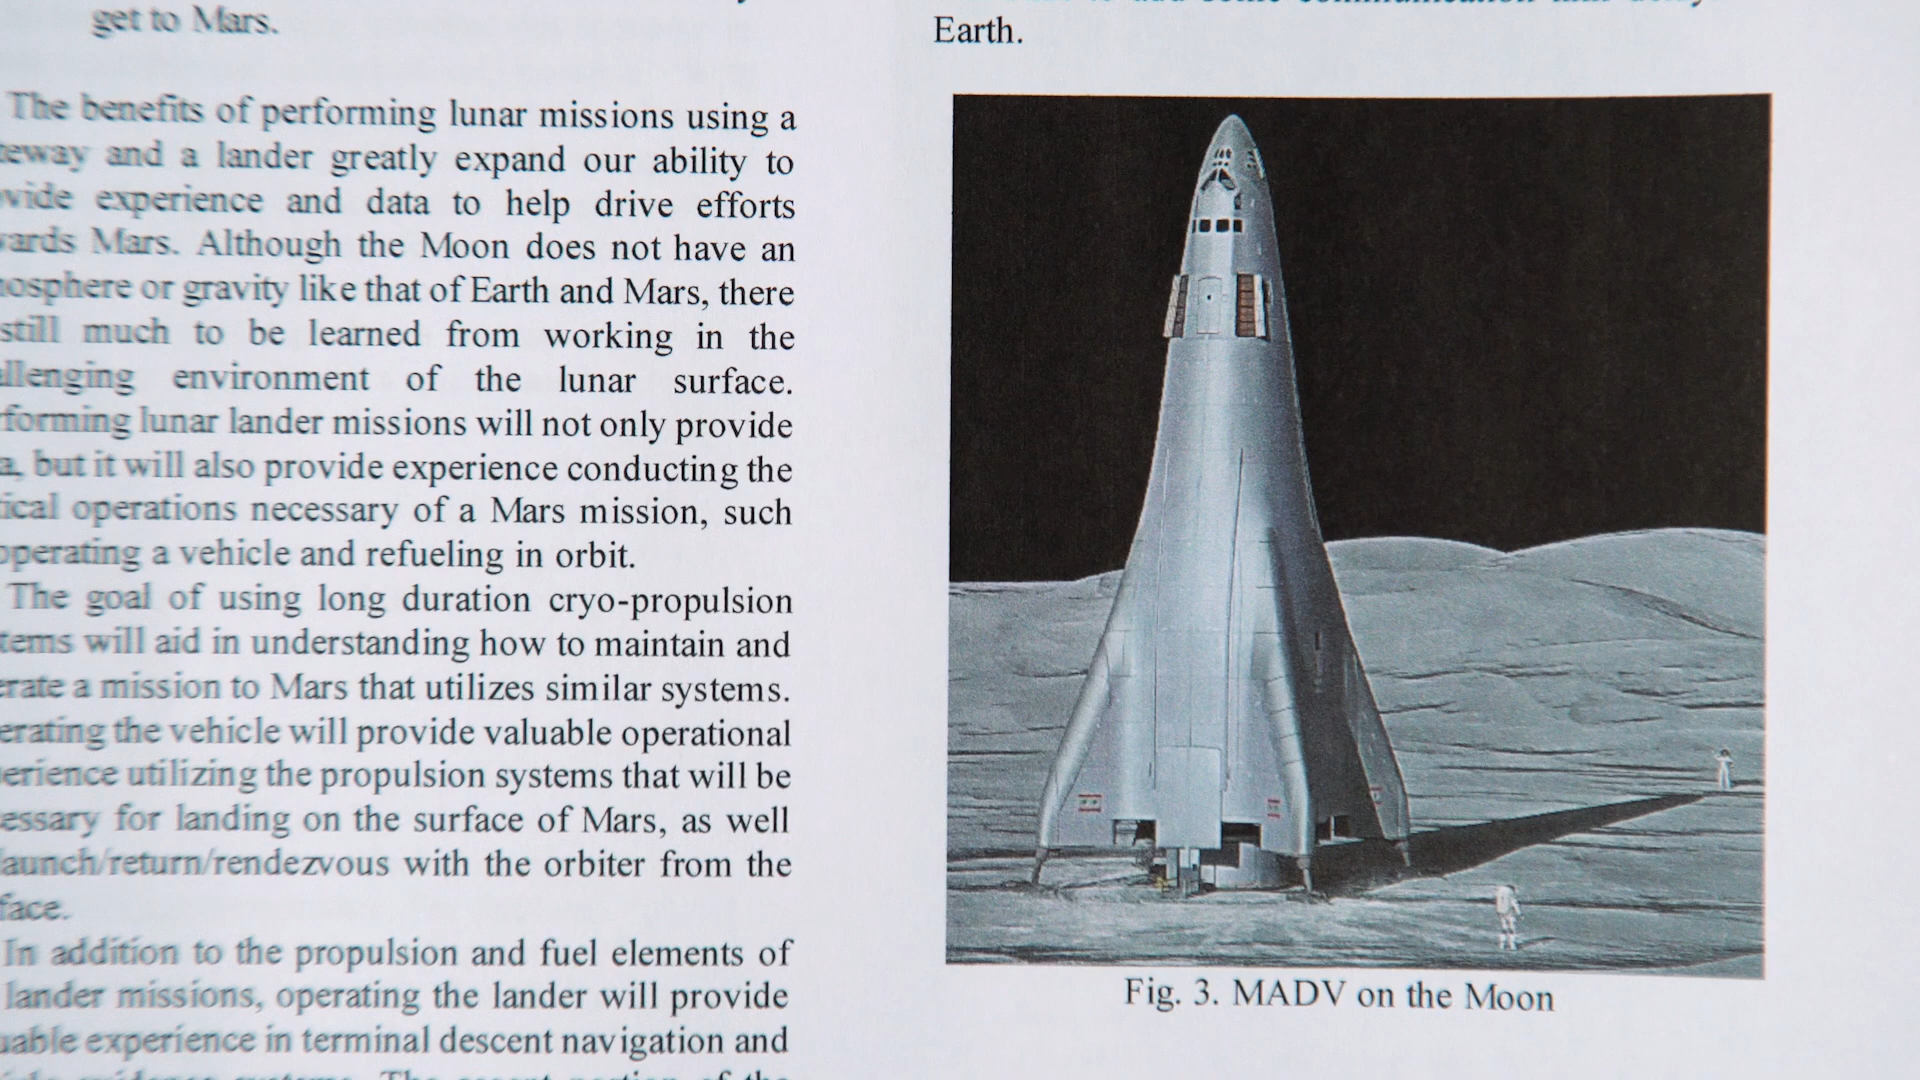 get to Mars.
The benefits of performing lunar missions using a
teway and a lander greatly expand our ability to
vide experience and data to help drive efforts
ards Mars. Although the Moon does not have an
osphere or gravity like that of Earth and Mars, there
still much to be learned from working in the
llenging environment of the lunar surface.
forming lunar lander missions will not only provide
a, but it will also provide experience conducting the
ical operations necessary of a Mars mission, such
operating a vehicle and refueling in orbit.
The goal of using long duration cryo-propulsion
tems will aid in understanding how to maintain and
erate a mission to Mars that utilizes similar systems.
erating the vehicle will provide valuable operational
erience utilizing the propulsion systems that will be
essary for landing on the surface of Mars, as well
launch/return/rendezvous with the orbiter from the
face.
In addition to the propulsion and fuel elements of
lander missions, operating the lander will provide
uable experience in terminal descent navigation and
Earth.
Fig. 3. MADV on the Moon